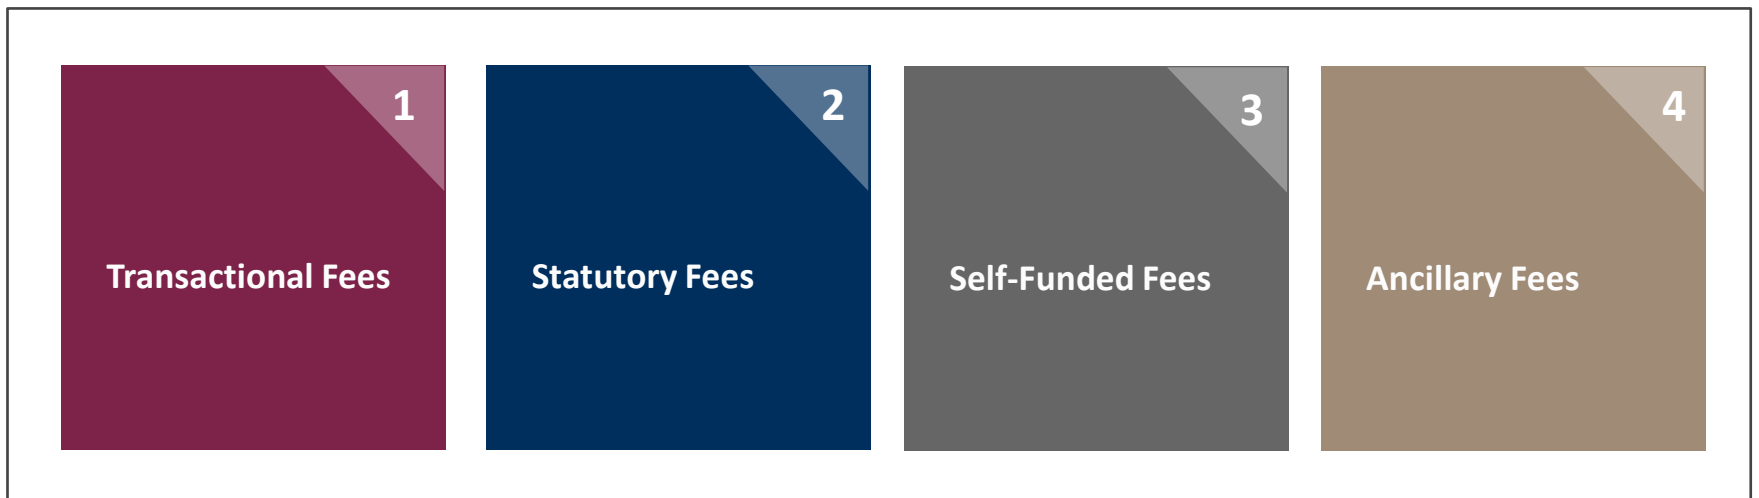 1
Transactional Fees
2
Statutory Fees
3
Self-Funded Fees
4
Ancillary Fees